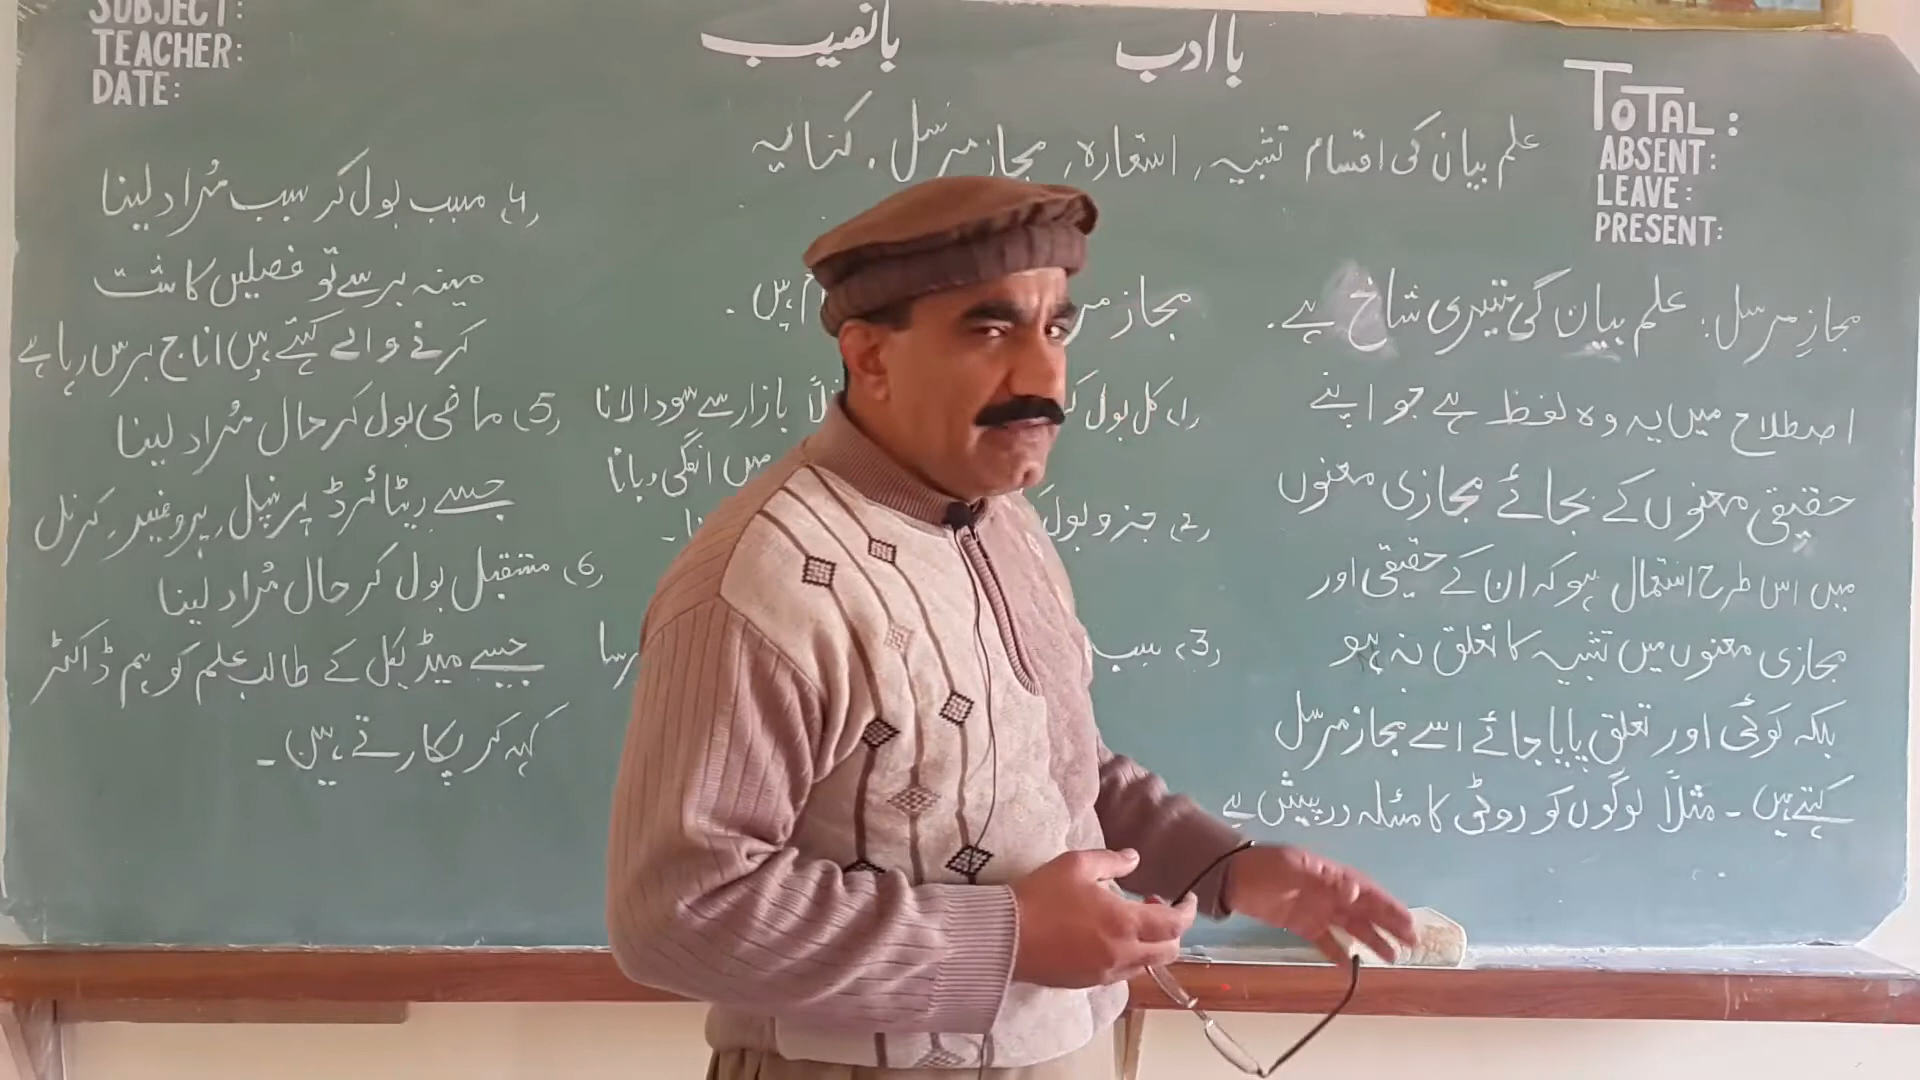 SUBJECT:
TEACHER:
DATE:
با ادب
با نصیب
TOTAL:
ABSENT:
LEAVE:
PRESENT:
علم بیان کی اقسام تشبیہ، استعارہ، مجاز مرسل، کنایہ
مجازِ مرسل: علم بیان کی تیسری شاخ ہے۔
اصطلاح میں یہ وہ لفظ ہے جو اپنے
حقیقی معنوں کے بجائے مجازی معنوں
میں اس طرح استعمال ہو کہ ان کے حقیقی اور
مجازی معنوں میں تشبیہ کا تعلق نہ ہو
بلکہ کوئی اور تعلق پایا جائے اسے مجاز مرسل
کہتے ہیں۔ مثلاً لوگوں کو روٹی کا مسئلہ درپیش ہے
مجاز مر ہیں۔
(1) کل بول بازار سے سودا لانا
میں انگلی دبانا
(2) جزو بول
(3) سبب
(4) مسبب بول کر سبب مُراد لینا
مینہ برسے تو فصلیں کاشت
کرنے والے کہتے ہیں اناج برس رہا ہے
(5) ماضی بول کر حال مُراد لینا
جیسے ریٹائرڈ پرنسپل، پروفیسر، کرنل
(6) مستقبل بول کر حال مُراد لینا
جیسے میڈیکل کے طالب علم کو ہم ڈاکٹر
کہہ کر پکارتے ہیں۔